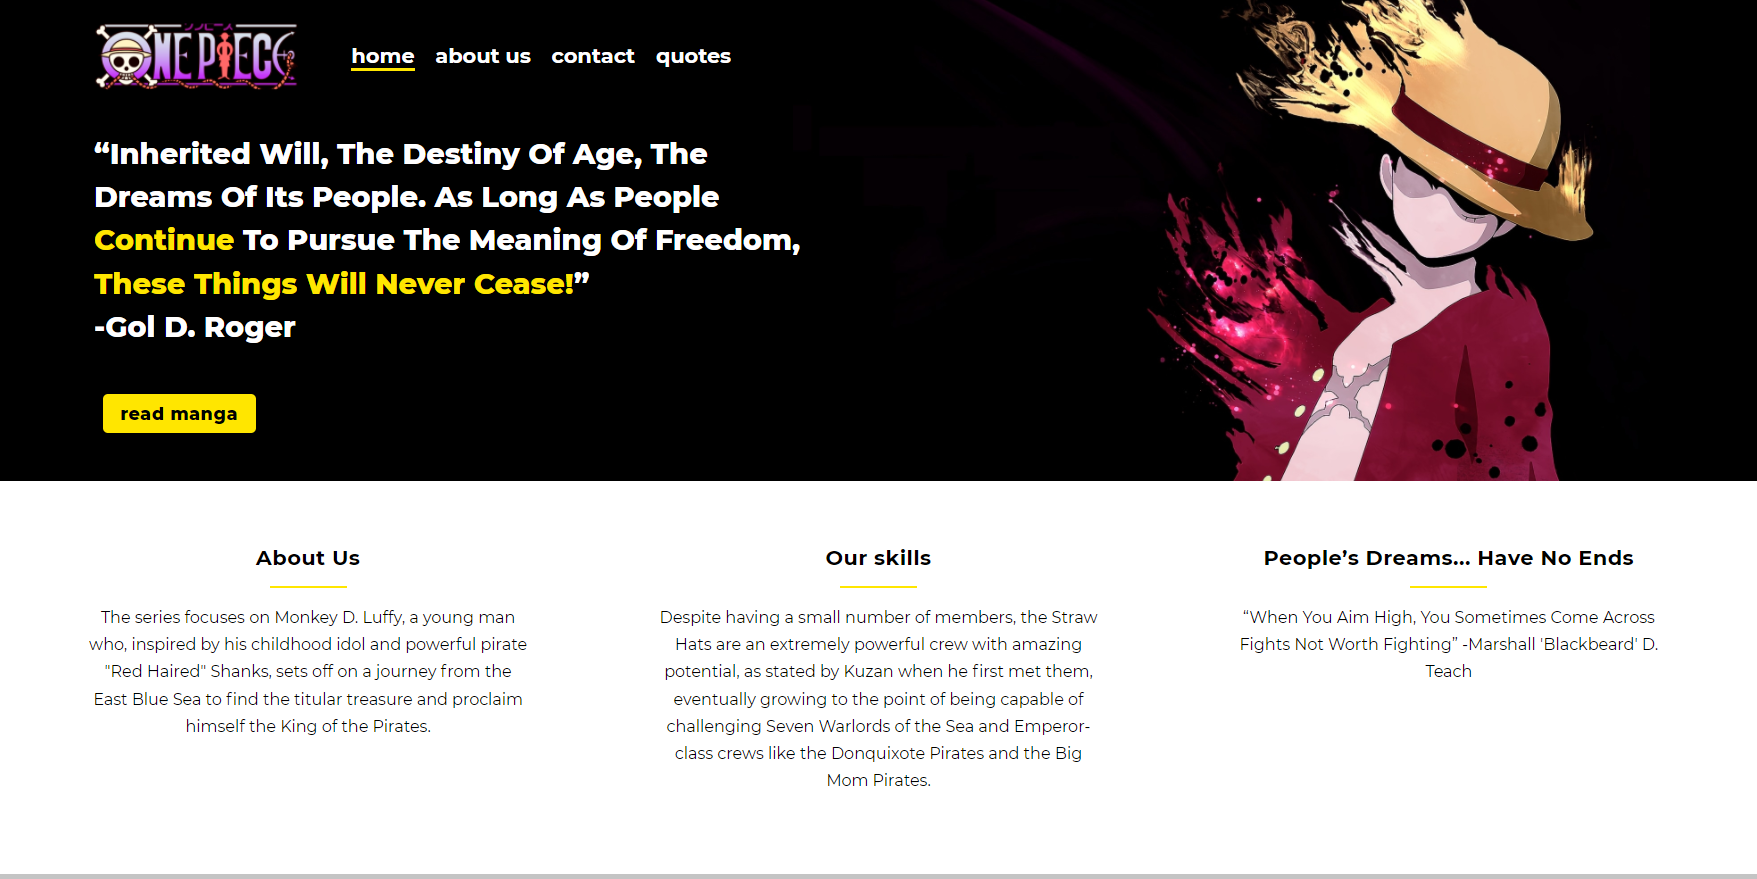 ワンピース
ONE PIECE
home about us contact quotes
“Inherited Will, The Destiny Of Age, The
Dreams Of Its People. As Long As People
Continue To Pursue The Meaning Of Freedom,
These Things Will Never Cease!”
-Gol D. Roger
read manga
About Us
The series focuses on Monkey D. Luffy, a young man
who, inspired by his childhood idol and powerful pirate
"Red Haired" Shanks, sets off on a journey from the
East Blue Sea to find the titular treasure and proclaim
himself the King of the Pirates.
Our skills
Despite having a small number of members, the Straw
Hats are an extremely powerful crew with amazing
potential, as stated by Kuzan when he first met them,
eventually growing to the point of being capable of
challenging Seven Warlords of the Sea and Emperor-
class crews like the Donquixote Pirates and the Big
Mom Pirates.
People’s Dreams... Have No Ends
“When You Aim High, You Sometimes Come Across
Fights Not Worth Fighting” -Marshall 'Blackbeard' D.
Teach